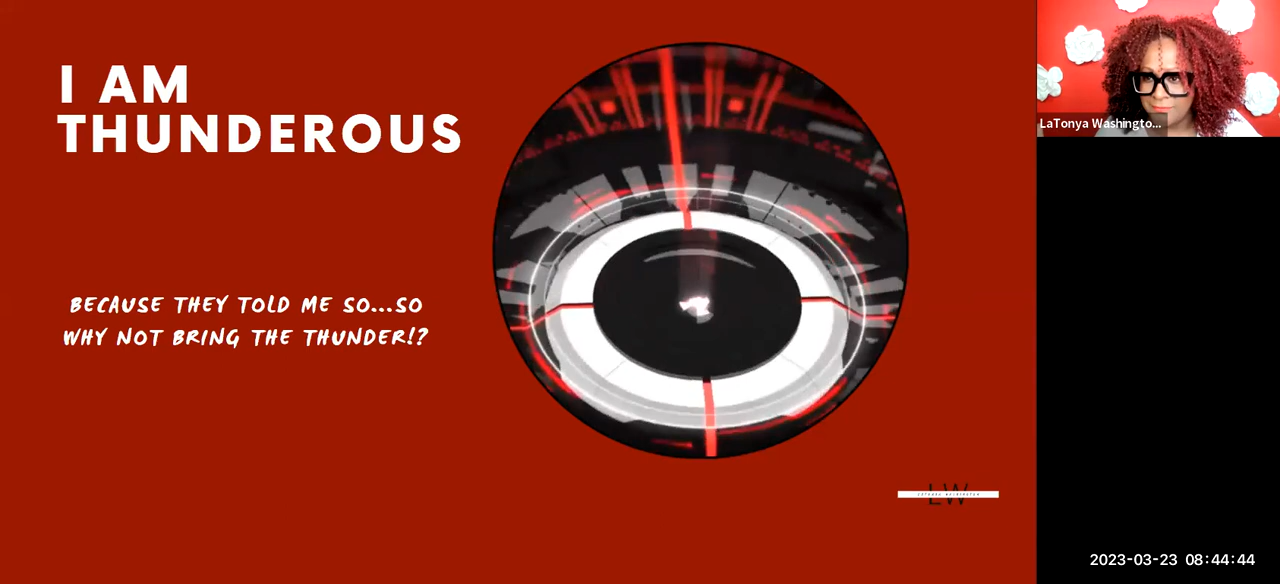 I AM
THUNDEROUS
BECAUSE THEY TOLD ME SO...SO
WHY NOT BRING THE THUNDER!?
LW
LaTonya Washingto...
2023-03-23 08:44:44